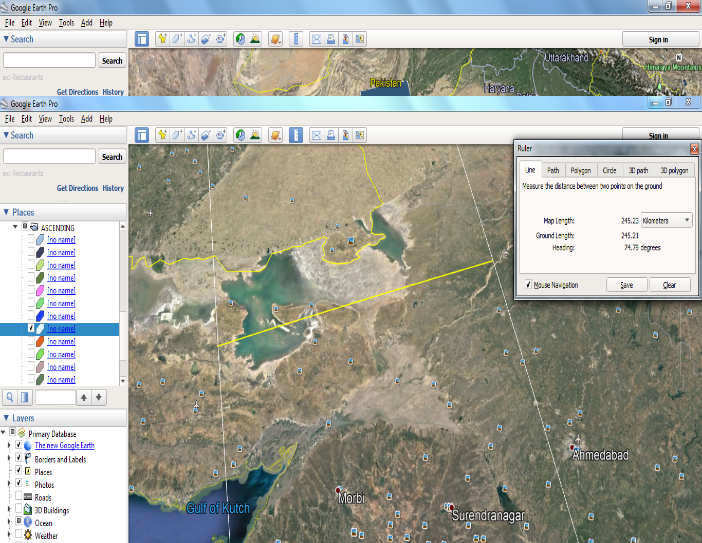 Google Earth Pro
File Edit View Tools Add Help
Search
Sign in
Search
ex: Restaurants
Get Directions History
Uttarakhand
N
Himalaya Mountains
Pakistan
Haryana
Google Earth Pro
File Edit View Tools Add Help
Search
Sign in
Search
ex: Restaurants
Get Directions History
Places
ASCENXING
[no name]
[no name]
[no name]
[no name]
[no name]
[no name]
[no name]
[no name]
[no name]
[no name]
[no name]
[no name]
Layers
Primary Database
The new Google Earth
Borders and Labels
Places
Photos
Roads
3D Buildings
Ocean
Weather
Ruler
Line Path Polygon Circle 3D path 3D polygon
Measure the distance between two points on the ground
Map Length: 245.23 Kilometers
Ground Length: 245.21
Heading: 74.79 degrees
Mouse Navigation Save Clear
Ahmedabad
Morbi
Gulf of Kutch
Surendranagar